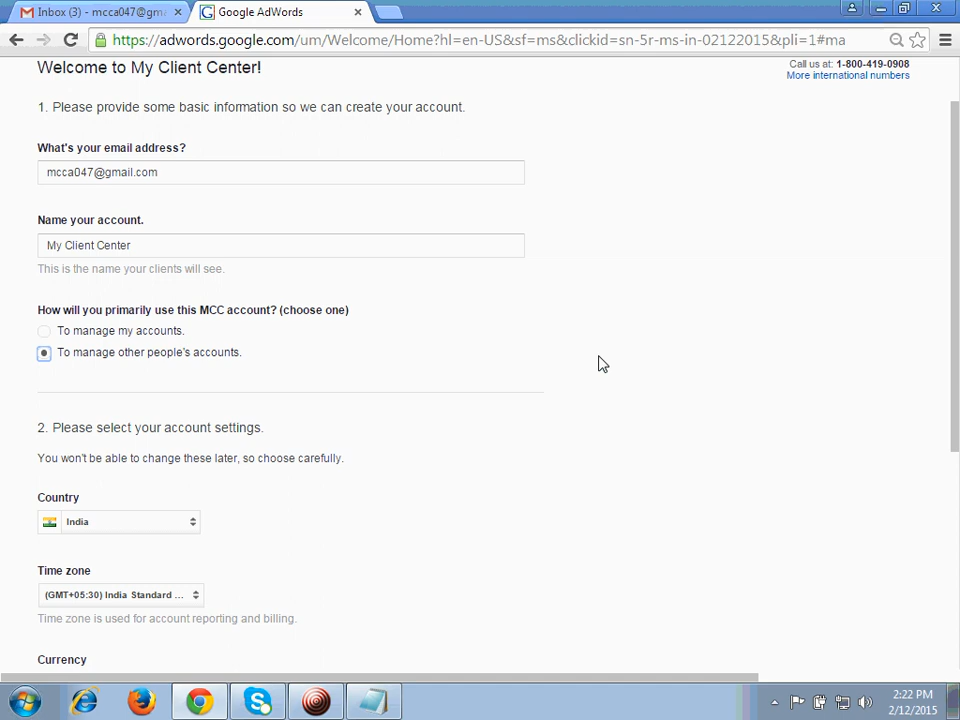 Inbox (3) - mcca047@gm
Google AdWords
https://adwords.google.com/um/Welcome/Home?hl=en-US&sf=ms&clickid=sn-5r-ms-in-02122015&pli=1#ma
Welcome to My Client Center!
Call us at: 1-800-419-0908
More international numbers
1. Please provide some basic information so we can create your account.
What's your email address?
mcca047@gmail.com
Name your account.
My Client Center
This is the name your clients will see.
How will you primarily use this MCC account? (choose one)
To manage my accounts.
To manage other people's accounts.
2. Please select your account settings.
You won't be able to change these later, so choose carefully.
Country
India
Time zone
(GMT+05:30) India Standard ...
Time zone is used for account reporting and billing.
Currency
2:22 PM
2/12/2015